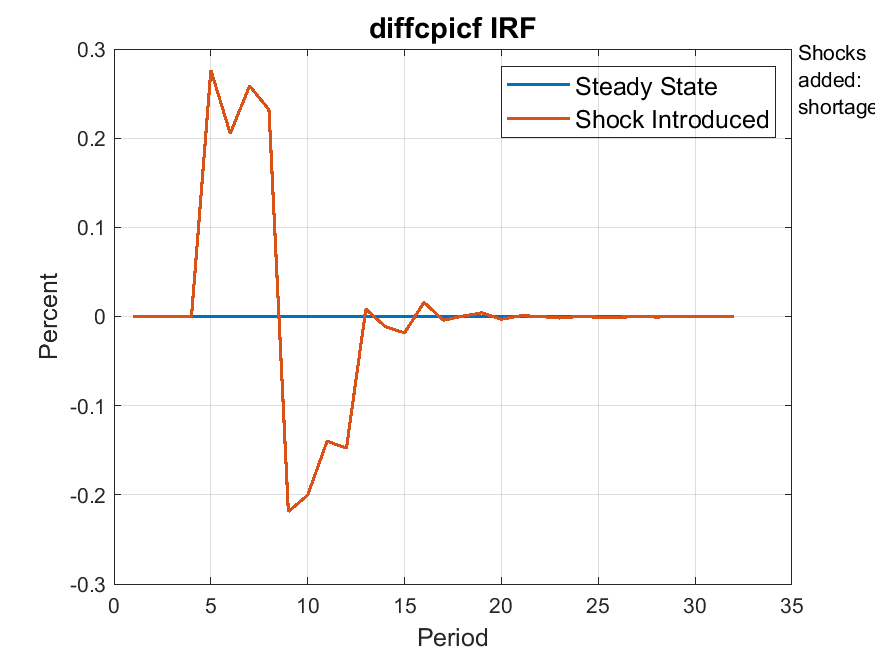 diffcpicf IRF
Shocks
added:
shortage
Steady State
Shock Introduced
0.3
0.2
0.1
0
-0.1
-0.2
-0.3
Percent
0
5
10
15
20
25
30
35
Period